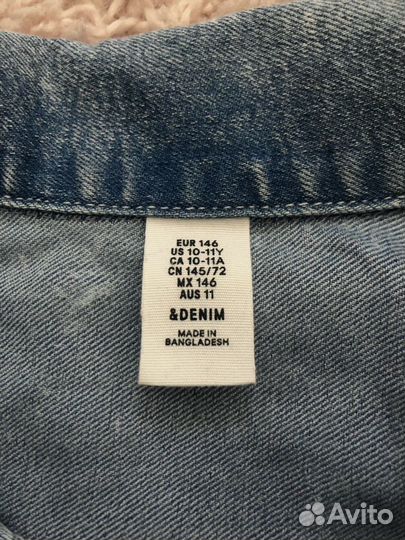 EUR 146
US 10-11Y
CA 10-11A
CN 145/72
MX 146
AUS 11
&DENIM
MADE IN
BANGLADESH
Avito